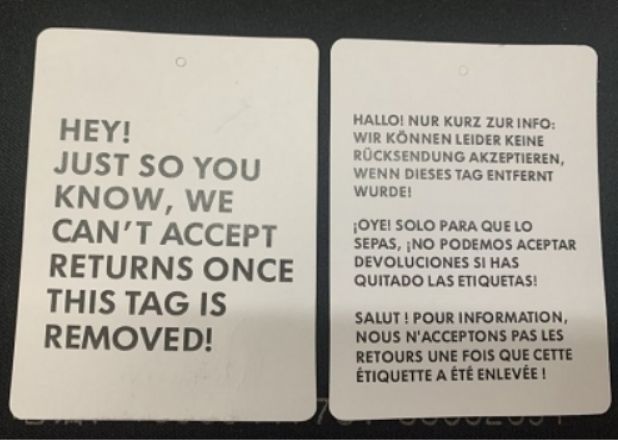 HEY!
JUST SO YOU
KNOW, WE
CAN'T ACCEPT
RETURNS ONCE
THIS TAG IS
REMOVED!
HALLO! NUR KURZ ZUR INFO:
WIR KÖNNEN LEIDER KEINE
RÜCKSENDUNG AKZEPTIEREN,
WENN DIESES TAG ENTFERNT
WURDE!
¡OYE! SOLO PARA QUE LO
SEPAS, ¡NO PODEMOS ACEPTAR
DEVOLUCIONES SI HAS
QUITADO LAS ETIQUETAS!
SALUT ! POUR INFORMATION,
NOUS N'ACCEPTONS PAS LES
RETOURS UNE FOIS QUE CETTE
ÉTIQUETTE A ÉTÉ ENLEVÉE !